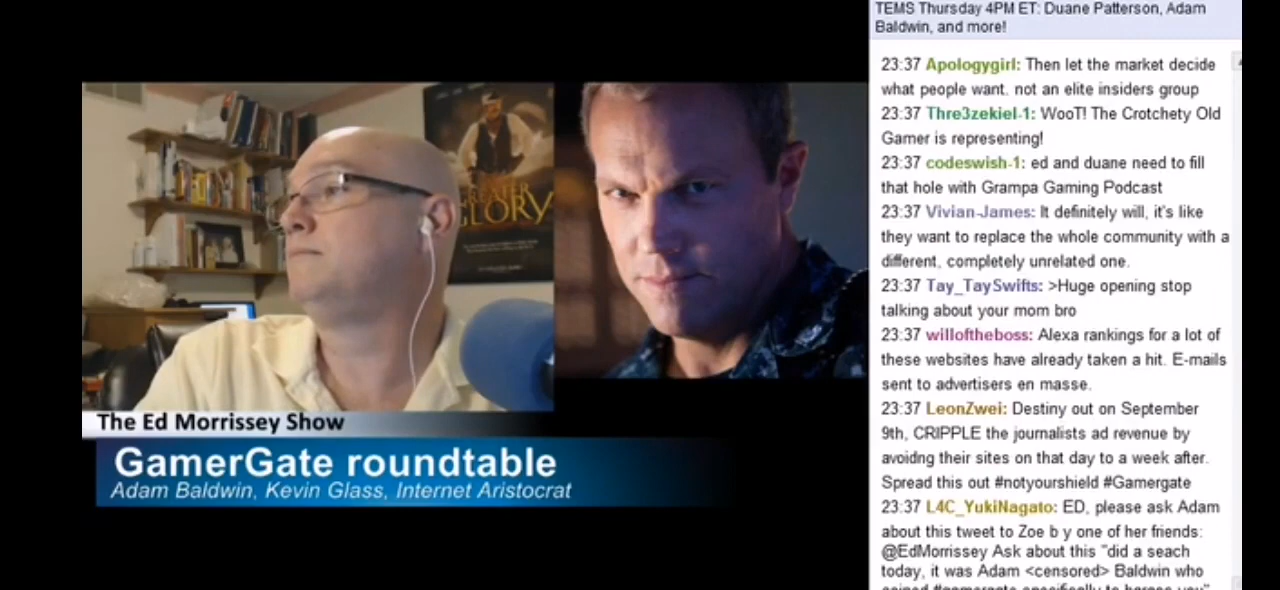 TEMS Thursday 4PM ET: Duane Patterson, Adam
Baldwin, and more!
23:37 Apologygirl: Then let the market decide
what people want. not an elite insiders group
23:37 Thre3zekiel-1: WooT! The Crotchety Old
Gamer is representing!
23:37 codeswish-1: ed and duane need to fill
that hole with Grampa Gaming Podcast
23:37 Vivian-James: It definitely will, it's like
they want to replace the whole community with a
different, completely unrelated one.
23:37 Tay_TaySwifts: >Huge opening stop
talking about your mom bro
23:37 willoftheboss: Alexa rankings for a lot of
these websites have already taken a hit. E-mails
sent to advertisers en masse.
23:37 LeonZwei: Destiny out on September
9th, CRIPPLE the journalists ad revenue by
avoidng their sites on that day to a week after.
Spread this out #notyourshield #Gamergate
23:37 L4C_YukiNagato: ED, please ask Adam
about this tweet to Zoe b y one of her friends:
@EdMorrissey Ask about this "did a seach
today, it was Adam <censored> Baldwin who
coined #gamergate specifically to harass you"
GREATER
GLORY
The Ed Morrissey Show
GamerGate roundtable
Adam Baldwin, Kevin Glass, Internet Aristocrat